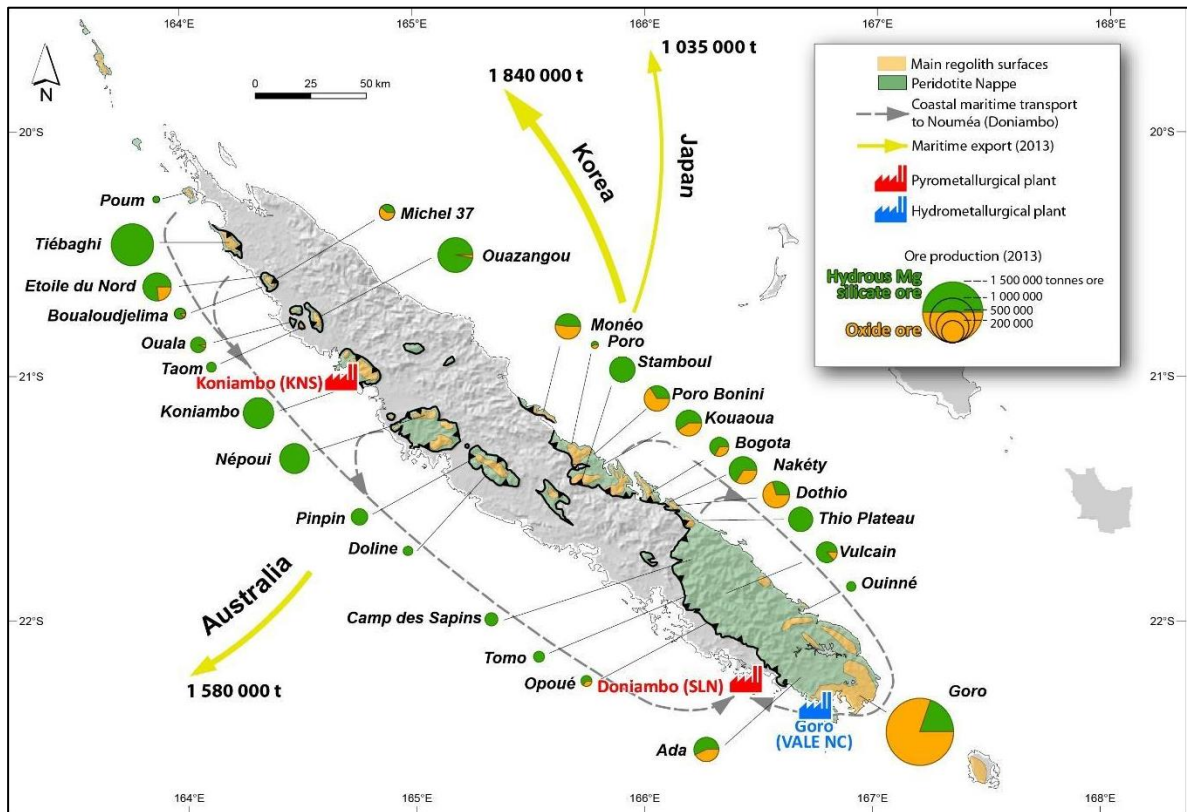 164°E
165°E
166°E
167°E
168°E
N
0
25
50 km
1 840 000 t
1 035 000 t
Korea
Japan
Main regolith surfaces
Peridotite Nappe
Coastal maritime transport
to Nouméa (Doniambo)
Maritime export (2013)
Pyrometallurgical plant
Hydrometallurgical plant
Ore production (2013)
Hydrous Mg
silicate ore
Oxide ore
1 500 000 tonnes ore
1 000 000
500 000
200 000
20°S
20°S
Poum
Michel 37
Tiébaghi
Ouazangou
Etoile du Nord
Boualoudjelima
Ouala
Taom
Monéo
Poro
Stamboul
21°S
21°S
Koniambo (KNS)
Poro Bonini
Koniambo
Kouaoua
Bogota
Népoui
Nakéty
Dothio
Pinpin
Thio Plateau
Doline
Vulcain
Ouinné
Australia
1 580 000 t
Camp des Sapins
22°S
22°S
Tomo
Opoué
Doniambo (SLN)
Goro
Goro
(VALE NC)
Ada
164°E
165°E
166°E
167°E
168°E